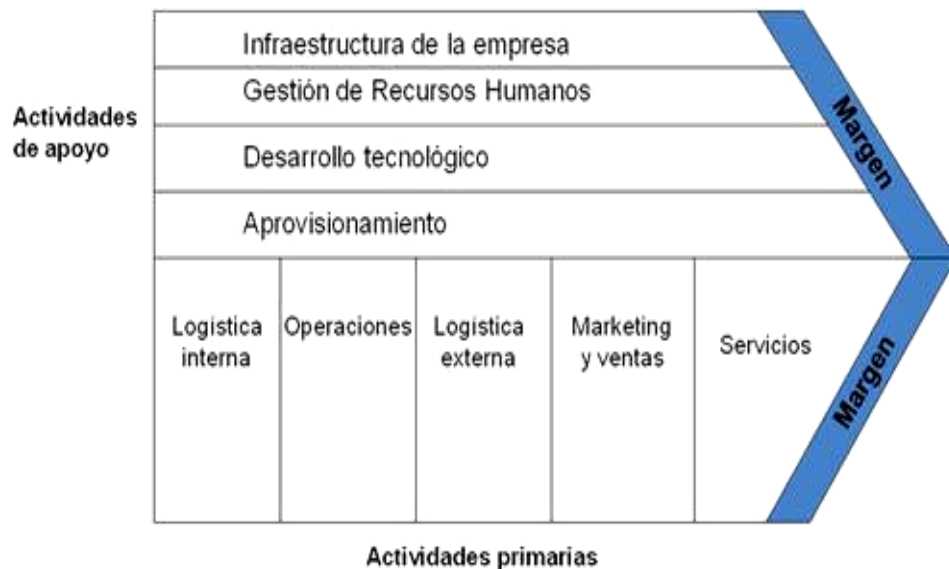 Infraestructura de la empresa
Gestión de Recursos Humanos
Actividades
de apoyo
Desarrollo tecnológico
Aprovisionamiento
Margen
Logística
interna
Operaciones
Logística
externa
Marketing
y ventas
Servicios
Margen
Actividades primarias